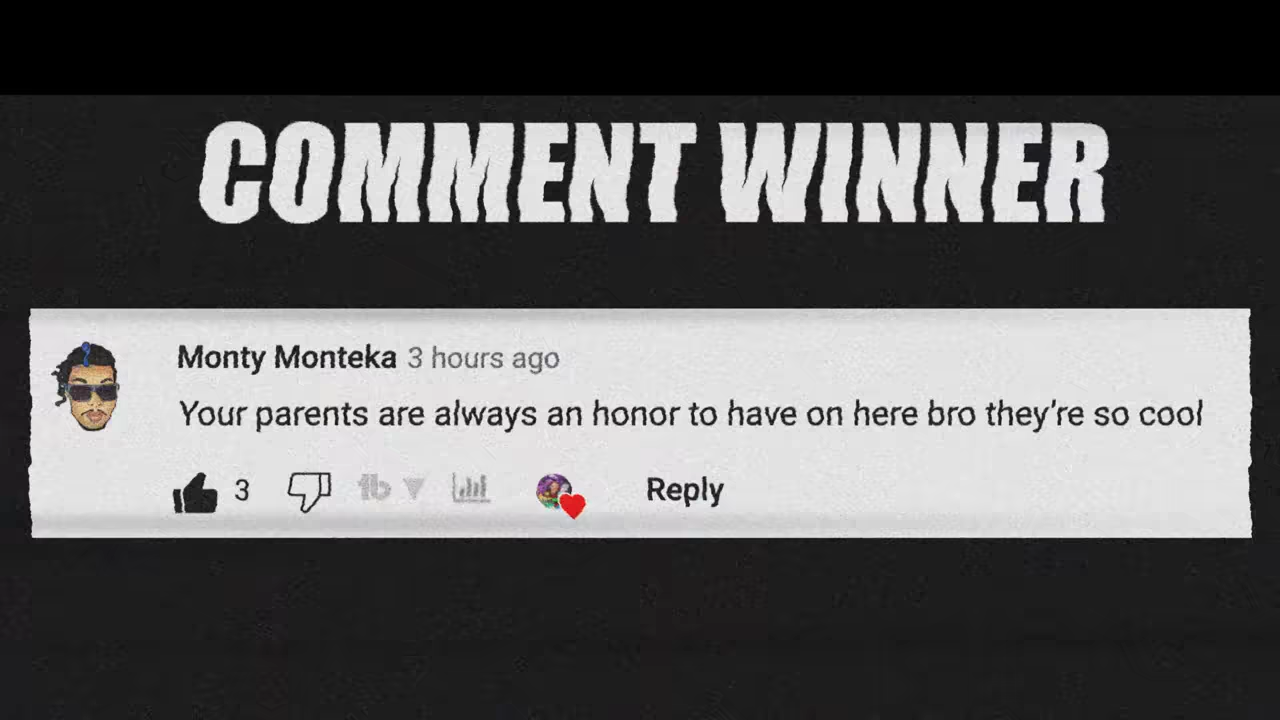 COMMENT WINNER
Monty Monteka 3 hours ago
Your parents are always an honor to have on here bro they're so cool
3 tb Reply